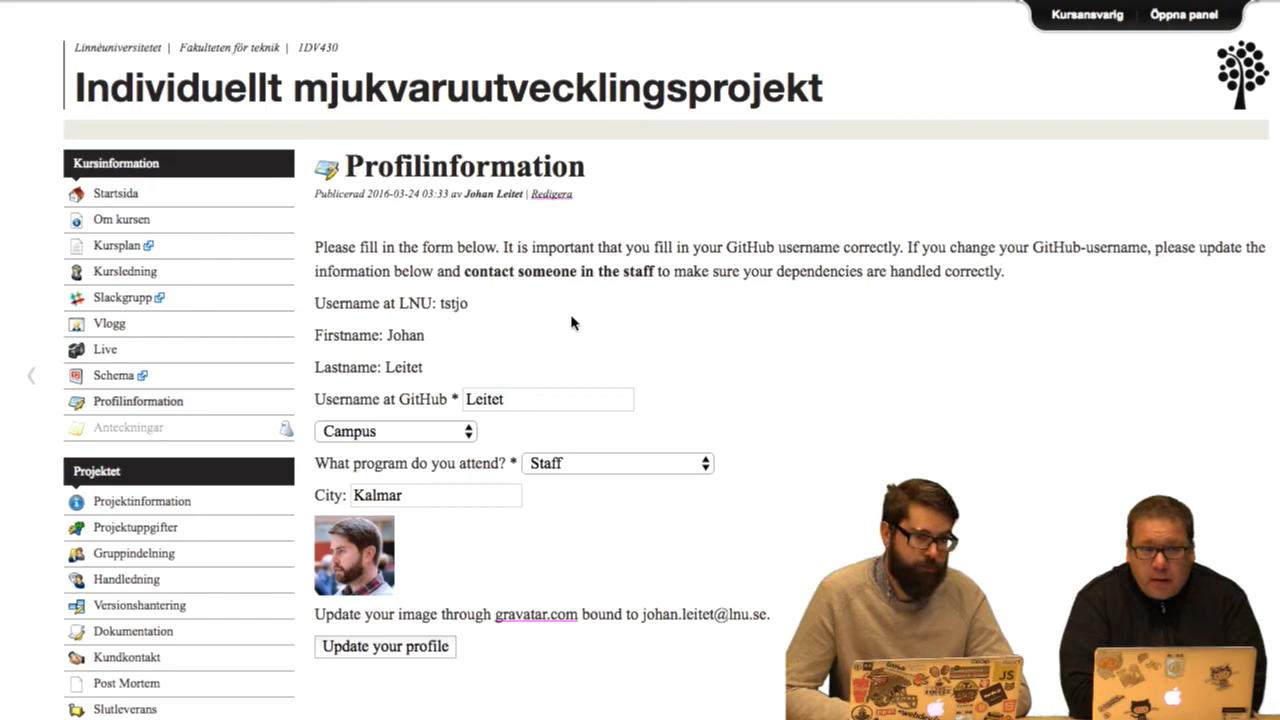 Kursansvarig Öppna panel
Linnéuniversitetet | Fakulteten för teknik | 1DV430
Individuellt mjukvaruutvecklingsprojekt
Kursinformation
Startsida
Om kursen
Kursplan
Kursledning
Slackgrupp
Vlogg
Live
Schema
Profilinformation
Anteckningar
Projektet
Projektinformation
Projektuppgifter
Gruppindelning
Handledning
Versionshantering
Dokumentation
Kundkontakt
Post Mortem
Slutleverans
Profilinformation
Publicerad 2016-03-24 03:33 av Johan Leitet | Redigera
Please fill in the form below. It is important that you fill in your GitHub username correctly. If you change your GitHub-username, please update the
information below and contact someone in the staff to make sure your dependencies are handled correctly.
Username at LNU: tstjo
Firstname: Johan
Lastname: Leitet
Username at GitHub * Leitet
Campus
What program do you attend? * Staff
City: Kalmar
Update your image through gravatar.com bound to johan.leitet@lnu.se.
Update your profile
JS